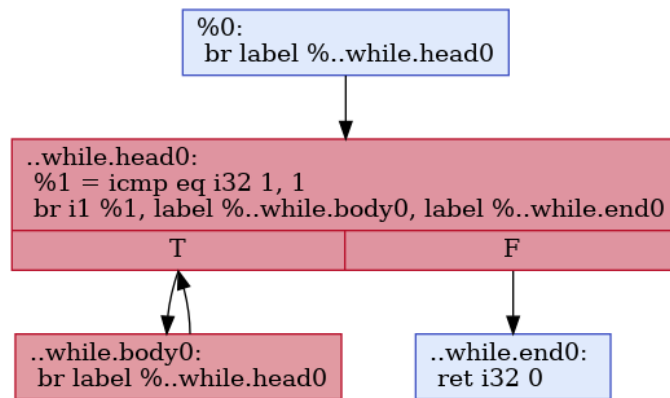 %0:
br label %..while.head0
..while.head0:
%1 = icmp eq i32 1, 1
br i1 %1, label %..while.body0, label %..while.end0
T
F
..while.body0:
br label %..while.head0
..while.end0:
ret i32 0